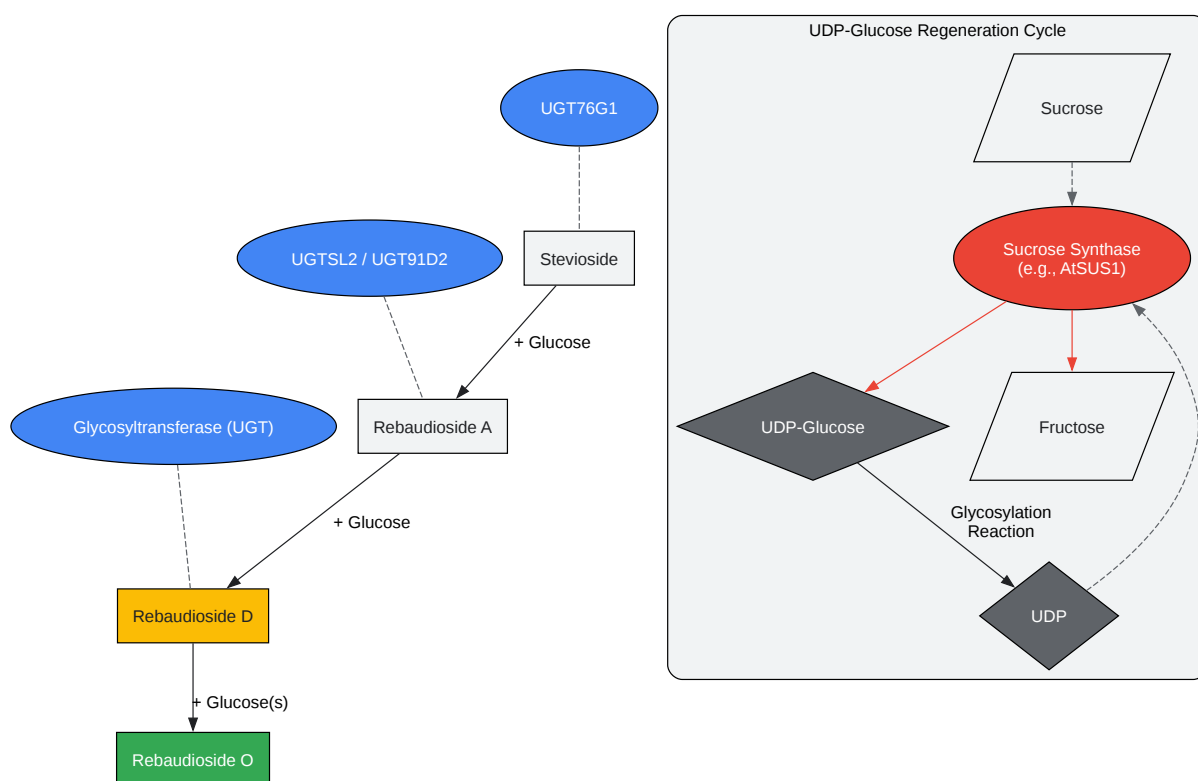 UDP-Glucose Regeneration Cycle
UGT76G1
Sucrose
UGTSL2 / UGT91D2
Stevioside
Sucrose Synthase
(e.g., AtSUS1)
+ Glucose
Glycosyltransferase (UGT)
Rebaudioside A
UDP-Glucose
Fructose
+ Glucose
Glycosylation
Reaction
Rebaudioside D
UDP
+ Glucose(s)
Rebaudioside O